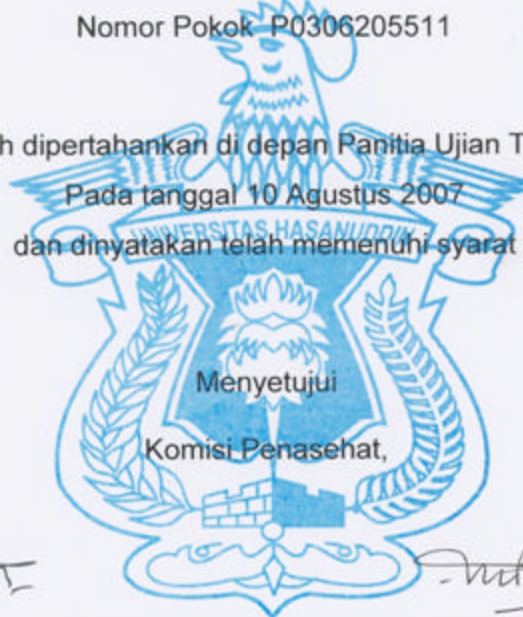 Nomor Pokok P0306205511
h dipertahankan di depan Panitia Ujian T
Pada tanggal 10 Agustus 2007
UNIVERSITAS HASANUDDIN
dan dinyatakan telah memenuhi syarat
Menyetujui
Komisi Penasehat,